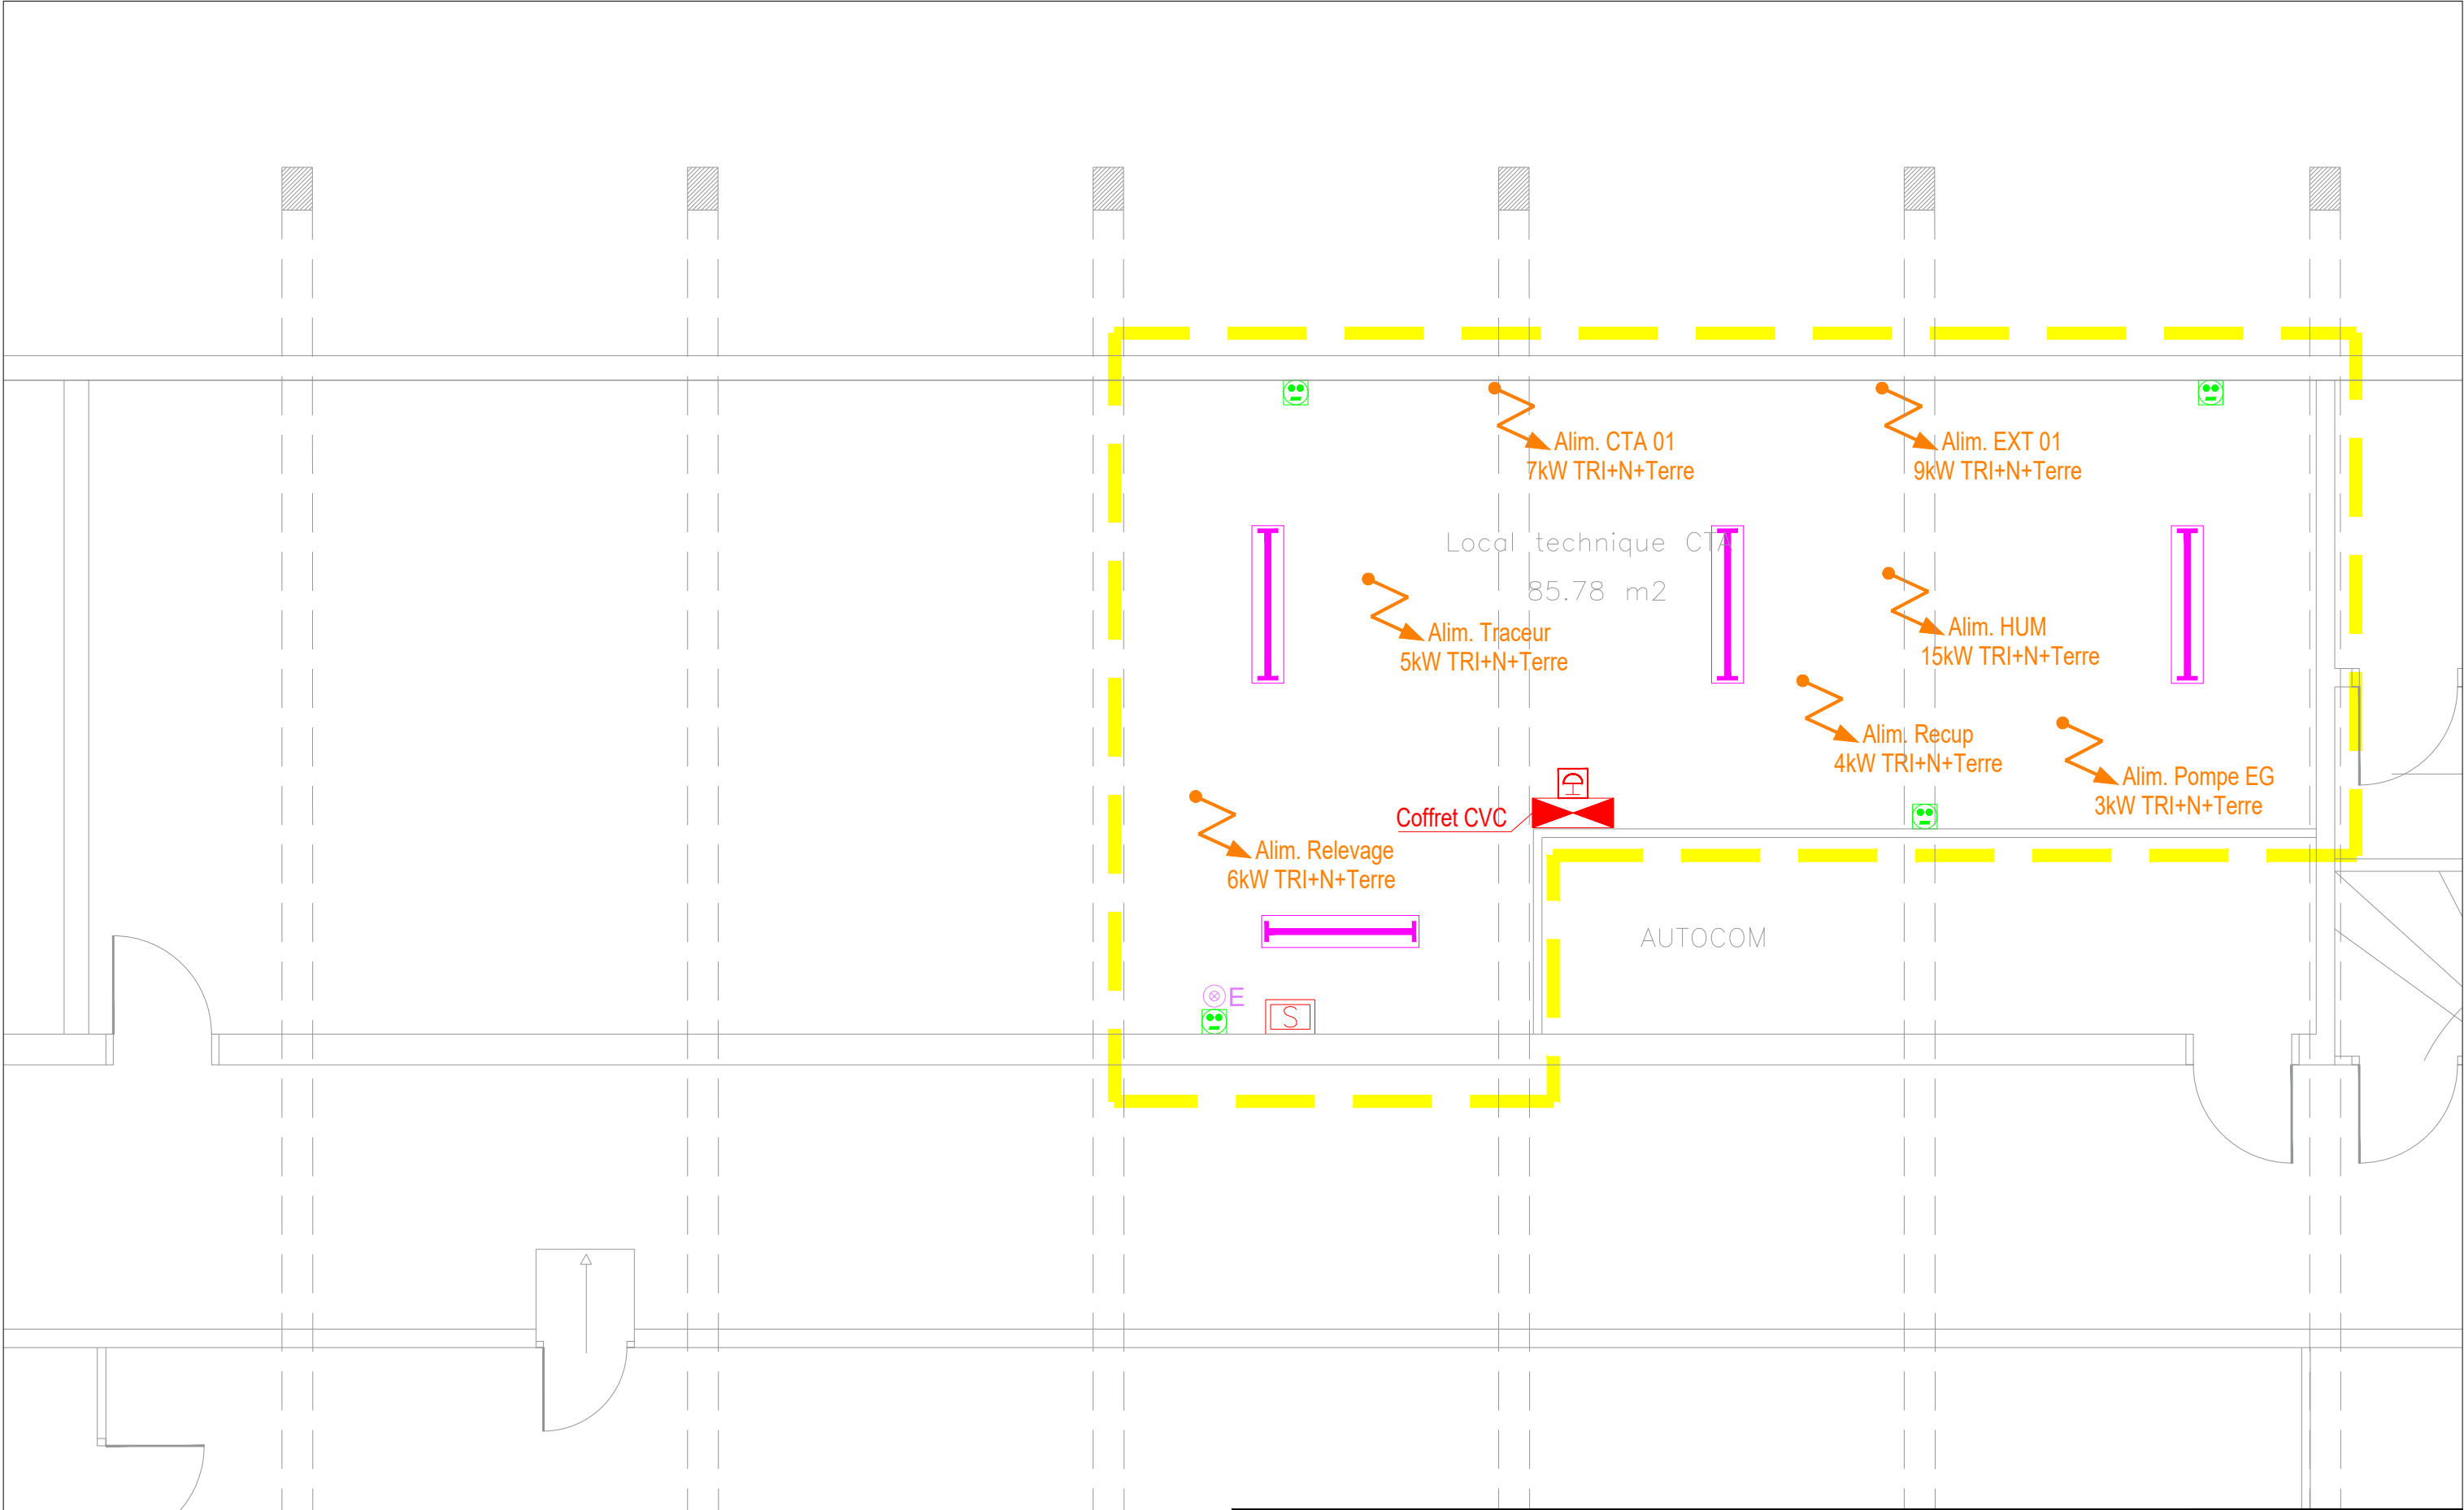 Alim. CTA 01
7kW TRI+N+Terre
Alim. EXT 01
9kW TRI+N+Terre
Local technique CTA
85.78 m2
Alim. Traceur
5kW TRI+N+Terre
Alim. HUM
15kW TRI+N+Terre
Alim. Recup
4kW TRI+N+Terre
Alim. Pompe EG
3kW TRI+N+Terre
Coffret CVC
Alim. Relevage
6kW TRI+N+Terre
AUTOCOM
E
S